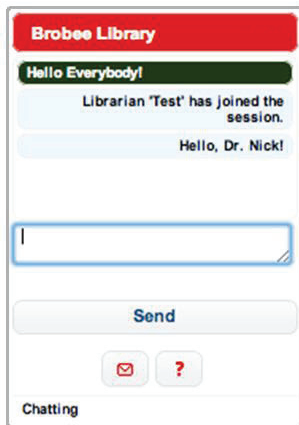 Brobee Library
Hello Everybody!
Librarian 'Test' has joined the
session.
Hello, Dr. Nick!
Send
?
Chatting